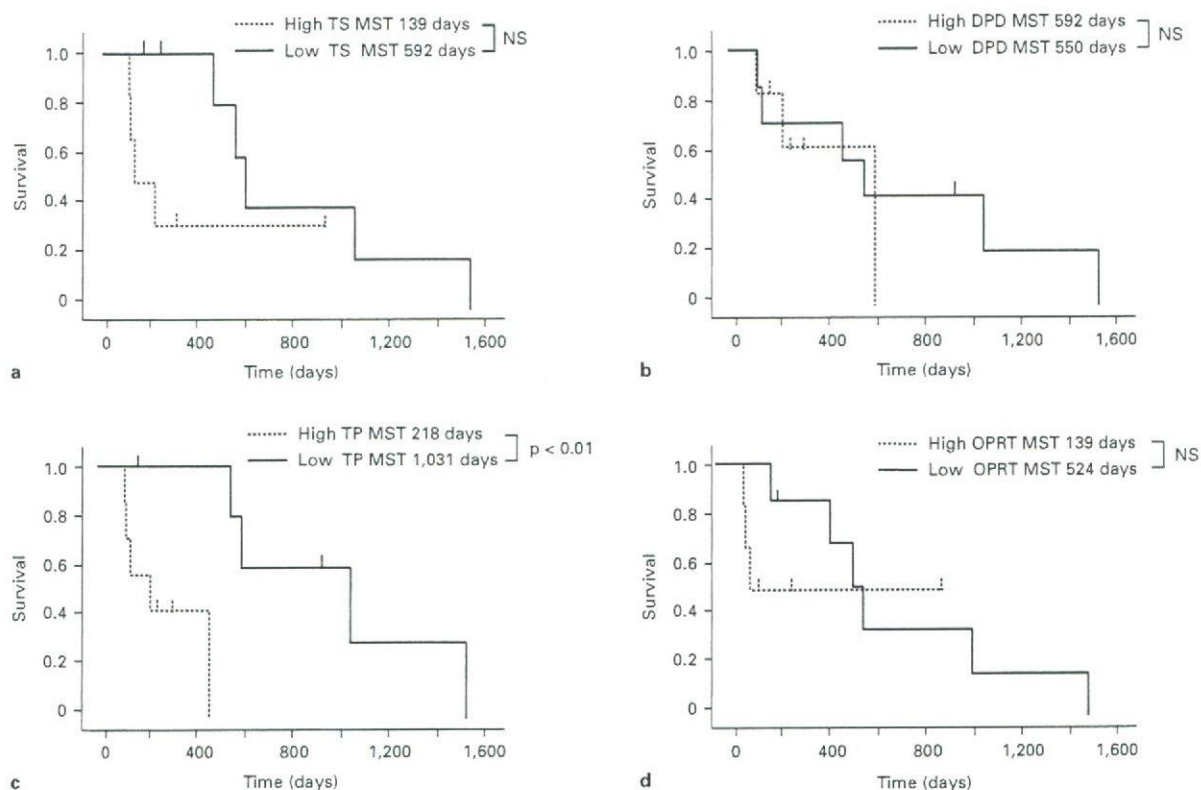 High TS MST 139 days
Low TS MST 592 days
NS
1.0
0.8
0.6
0.4
0.2
0
Survival
0
400
800
1,200
1,600
Time (days)
a
High DPD MST 592 days
Low DPD MST 550 days
NS
1.0
0.8
0.6
0.4
0.2
0
Survival
0
400
800
1,200
1,600
Time (days)
b
High TP MST 218 days
Low TP MST 1,031 days
p < 0.01
1.0
0.8
0.6
0.4
0.2
0
Survival
0
400
800
1,200
1,600
Time (days)
c
High OPRT MST 139 days
Low OPRT MST 524 days
NS
1.0
0.8
0.6
0.4
0.2
0
Survival
0
400
800
1,200
1,600
Time (days)
d